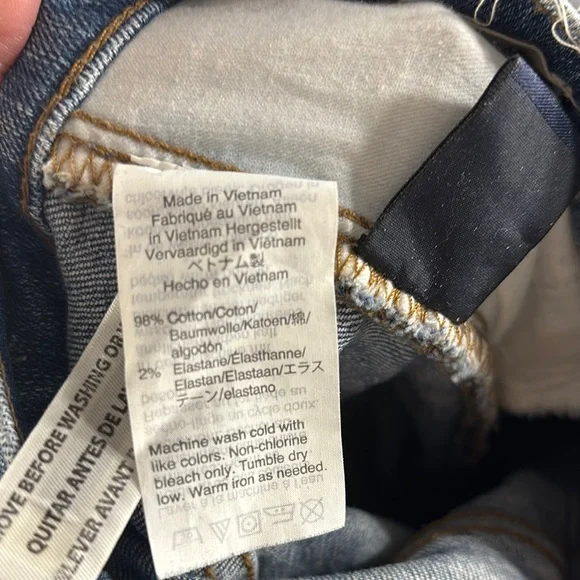 Made in Vietnam
Fabriqué au Vietnam
in Vietnam Hergestellt
Vervaardigd in Vietnam
ベトナム製
Hecho en Vietnam
98% Cotton/Coton/
Baumwolle/Katoen/綿/
algodón
2% Elastane/Élasthanne/
Elastan/Elastaan/エラス
テーン/elastano
Machine wash cold with
like colors. Non-chlorine
bleach only. Tumble dry
low. Warm iron as needed.
BEFORE WASHING OR
QUITAR ANTES DE LA
AVANT